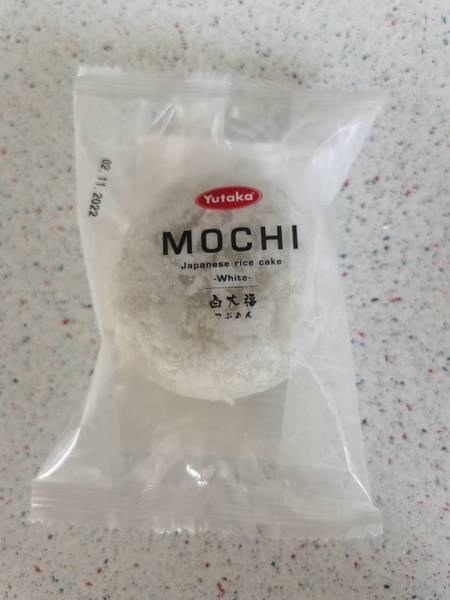 02.11.2022
Yutaka
MOCHI
Japanese rice cake
-White-
白大福
つぶあん